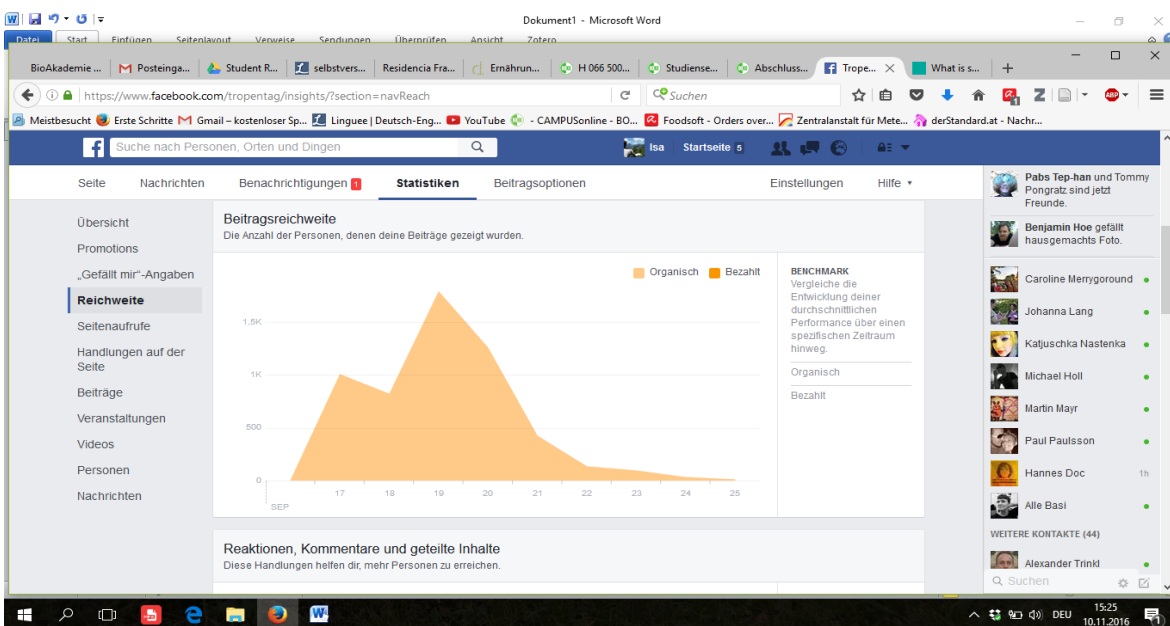 Dokument1 - Microsoft Word
Datei Start Einfügen Seitenlayout Verweise Sendungen Überprüfen Ansicht Zotero
BioAkademie ... Posteinga... Student R... selbstvers... Residencia Fra... Ernährun... H 066 500... Studiense... Abschluss... Trope... What is s...
https://www.facebook.com/tropentag/insights/?section=navReach
Suchen
Meistbesucht Erste Schritte Gmail – kostenloser Sp... Linguee | Deutsch-Eng... YouTube - CAMPUSonline - BO... Foodsoft - Orders over... Zentralanstalt für Mete... derStandard.at - Nachr...
Suche nach Personen, Orten und Dingen
Isa Startseite 5
Seite Nachrichten Benachrichtigungen 1 Statistiken Beitragsoptionen Einstellungen Hilfe
Übersicht
Promotions
„Gefällt mir“-Angaben
Reichweite
Seitenaufrufe
Handlungen auf der
Seite
Beiträge
Veranstaltungen
Videos
Personen
Nachrichten
Beitragsreichweite
Die Anzahl der Personen, denen deine Beiträge gezeigt wurden.
Organisch Bezahlt
1,5K
1K
500
0
17 18 19 20 21 22 23 24 25
SEP
BENCHMARK
Vergleiche die
Entwicklung deiner
durchschnittlichen
Performance über einen
spezifischen Zeitraum
hinweg.
Organisch
Bezahlt
Reaktionen, Kommentare und geteilte Inhalte
Diese Handlungen helfen dir, mehr Personen zu erreichen.
Pabs Tep-han und Tommy
Pongratz sind jetzt
Freunde.
Benjamin Hoe gefällt
hausgemachts Foto.
Caroline Merrygoround
Johanna Lang
Katjuschka Nastenka
Michael Holl
Martin Mayr
Paul Paulsson
Hannes Doc 1h
Alle Basi
WEITERE KONTAKTE (44)
Alexander Trinkl
Suchen
DEU
15:25
10.11.2016